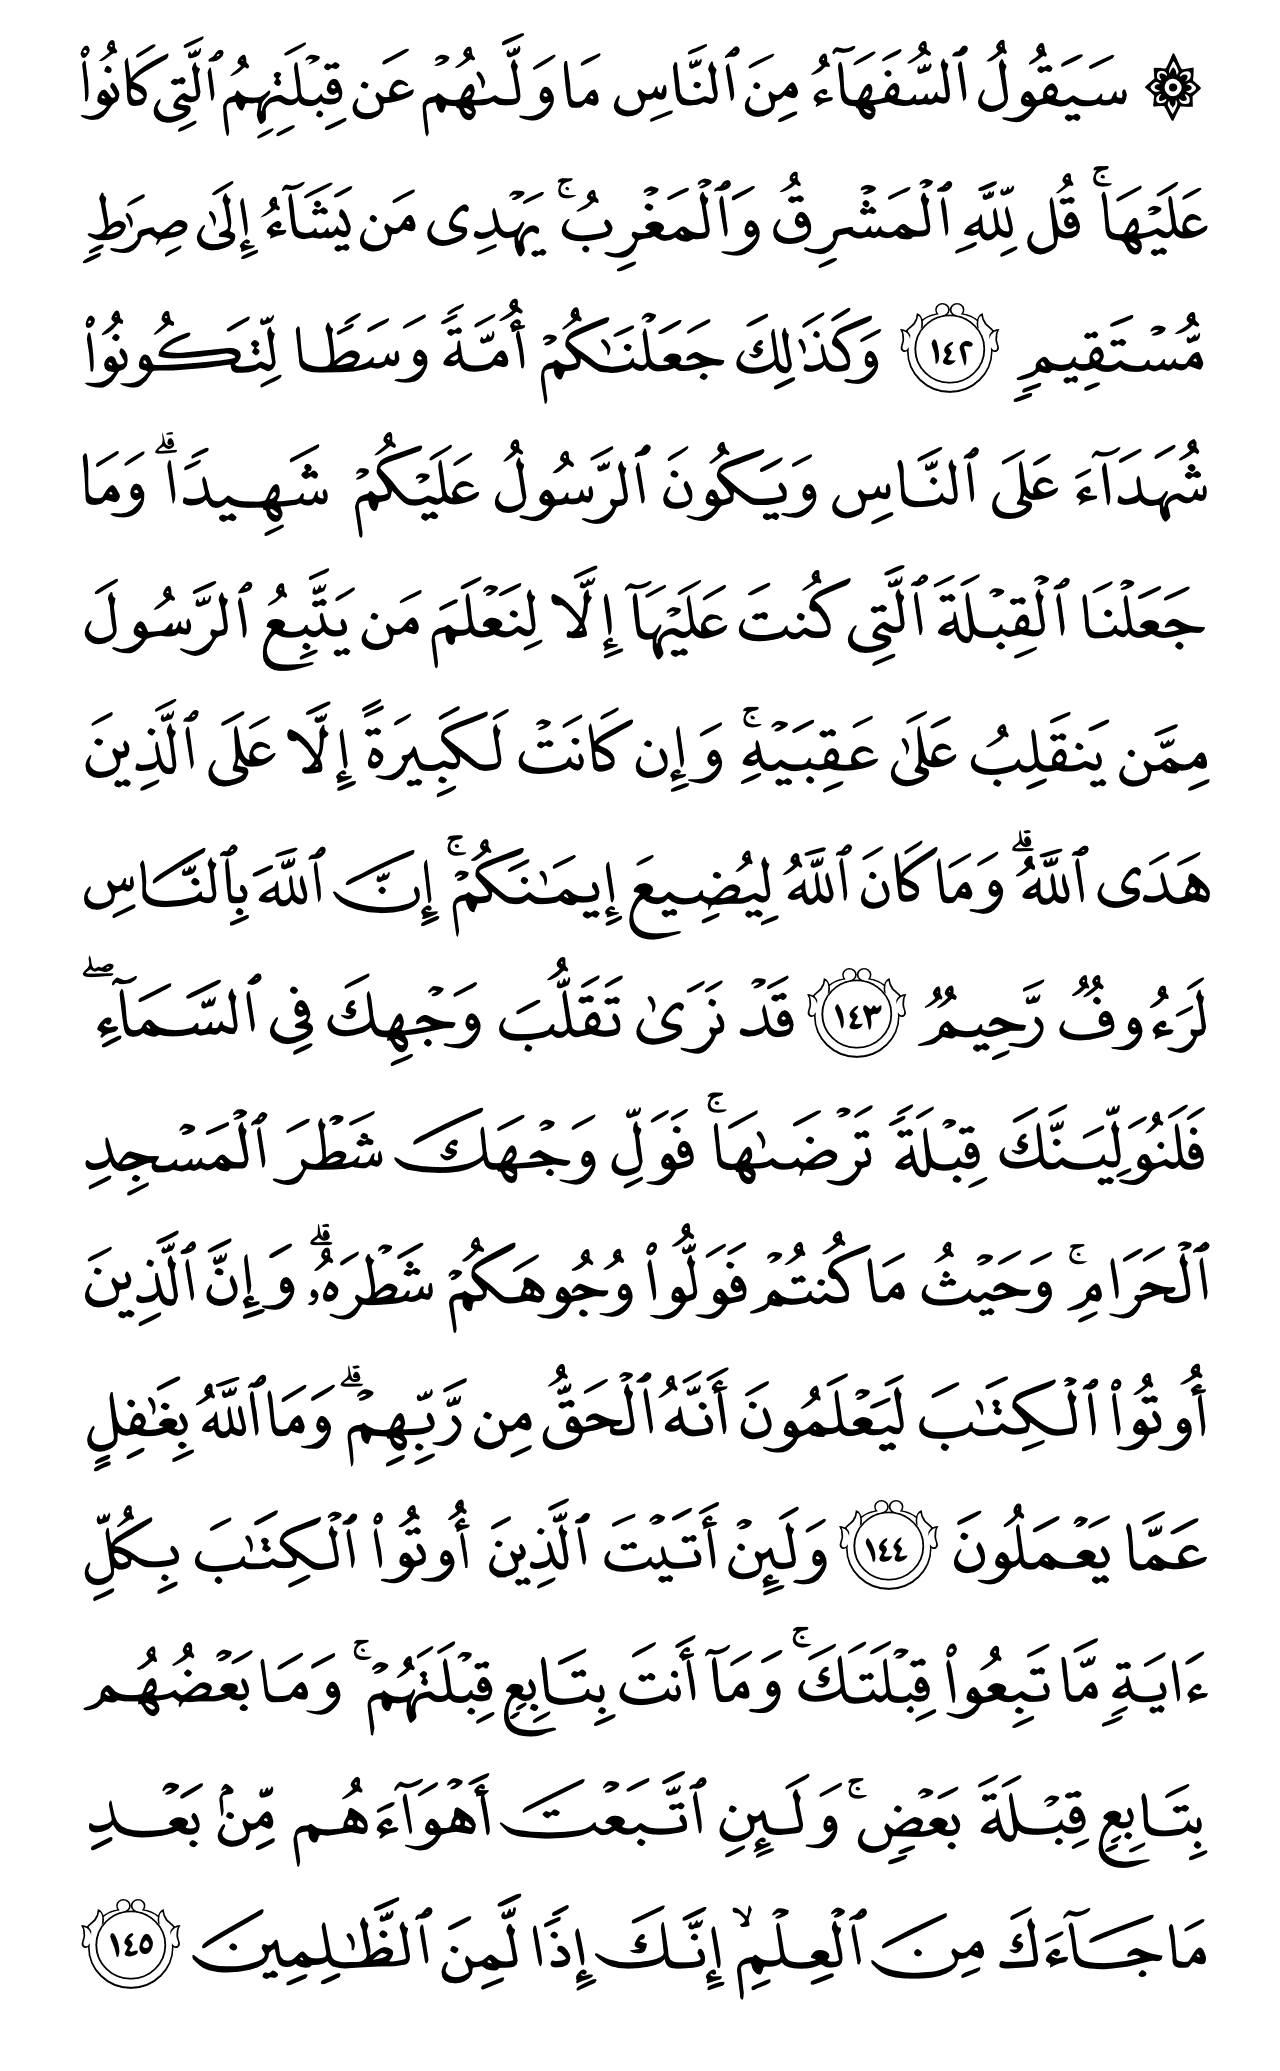 ۞ سَيَقُولُ ٱلسُّفَهَآءُ مِنَ ٱلنَّاسِ مَا وَلَّىٰهُمْ عَن قِبْلَتِهِمُ ٱلَّتِى كَانُوا۟
عَلَيْهَا ۚ قُل لِّلَّهِ ٱلْمَشْرِقُ وَٱلْمَغْرِبُ ۚ يَهْدِى مَن يَشَآءُ إِلَىٰ صِرَٰطٍ
مُّسْتَقِيمٍ ١٤٢ وَكَذَٰلِكَ جَعَلْنَـٰكُمْ أُمَّةً وَسَطًا لِّتَكُونُوا۟
شُهَدَآءَ عَلَى ٱلنَّاسِ وَيَكُونَ ٱلرَّسُولُ عَلَيْكُمْ شَهِيدًا ۗ وَمَا
جَعَلْنَا ٱلْقِبْلَةَ ٱلَّتِى كُنتَ عَلَيْهَآ إِلَّا لِنَعْلَمَ مَن يَتَّبِعُ ٱلرَّسُولَ
مِمَّن يَنقَلِبُ عَلَىٰ عَقِبَيْهِ ۚ وَإِن كَانَتْ لَكَبِيرَةً إِلَّا عَلَى ٱلَّذِينَ
هَدَى ٱللَّهُ ۗ وَمَا كَانَ ٱللَّهُ لِيُضِيعَ إِيمَـٰنَكُمْ ۚ إِنَّ ٱللَّهَ بِٱلنَّاسِ
لَرَءُوفٌ رَّحِيمٌ ١٤٣ قَدْ نَرَىٰ تَقَلُّبَ وَجْهِكَ فِى ٱلسَّمَآءِ ۖ
فَلَنُوَلِّيَنَّكَ قِبْلَةً تَرْضَىٰهَا ۚ فَوَلِّ وَجْهَكَ شَطْرَ ٱلْمَسْجِدِ
ٱلْحَرَامِ ۚ وَحَيْثُ مَا كُنتُمْ فَوَلُّوا۟ وُجُوهَكُمْ شَطْرَهُۥ ۗ وَإِنَّ ٱلَّذِينَ
أُوتُوا۟ ٱلْكِتَـٰبَ لَيَعْلَمُونَ أَنَّهُ ٱلْحَقُّ مِن رَّبِّهِمْ ۗ وَمَا ٱللَّهُ بِغَـٰفِلٍ
عَمَّا يَعْمَلُونَ ١٤٤ وَلَئِنْ أَتَيْتَ ٱلَّذِينَ أُوتُوا۟ ٱلْكِتَـٰبَ بِكُلِّ
ءَايَةٍ مَّا تَبِعُوا۟ قِبْلَتَكَ ۚ وَمَآ أَنتَ بِتَابِعٍ قِبْلَتَهُمْ ۚ وَمَا بَعْضُهُم
بِتَابِعٍ قِبْلَةَ بَعْضٍ ۚ وَلَئِنِ ٱتَّبَعْتَ أَهْوَآءَهُم مِّنۢ بَعْدِ
مَا جَآءَكَ مِنَ ٱلْعِلْمِ ۙ إِنَّكَ إِذًا لَّمِنَ ٱلظَّـٰلِمِينَ ١٤٥